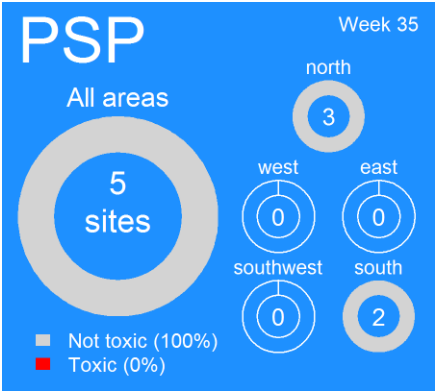 PSP
Week 35
All areas
5
sites
north
3
west
0
east
0
southwest
0
south
2
Not toxic (100%)
Toxic (0%)